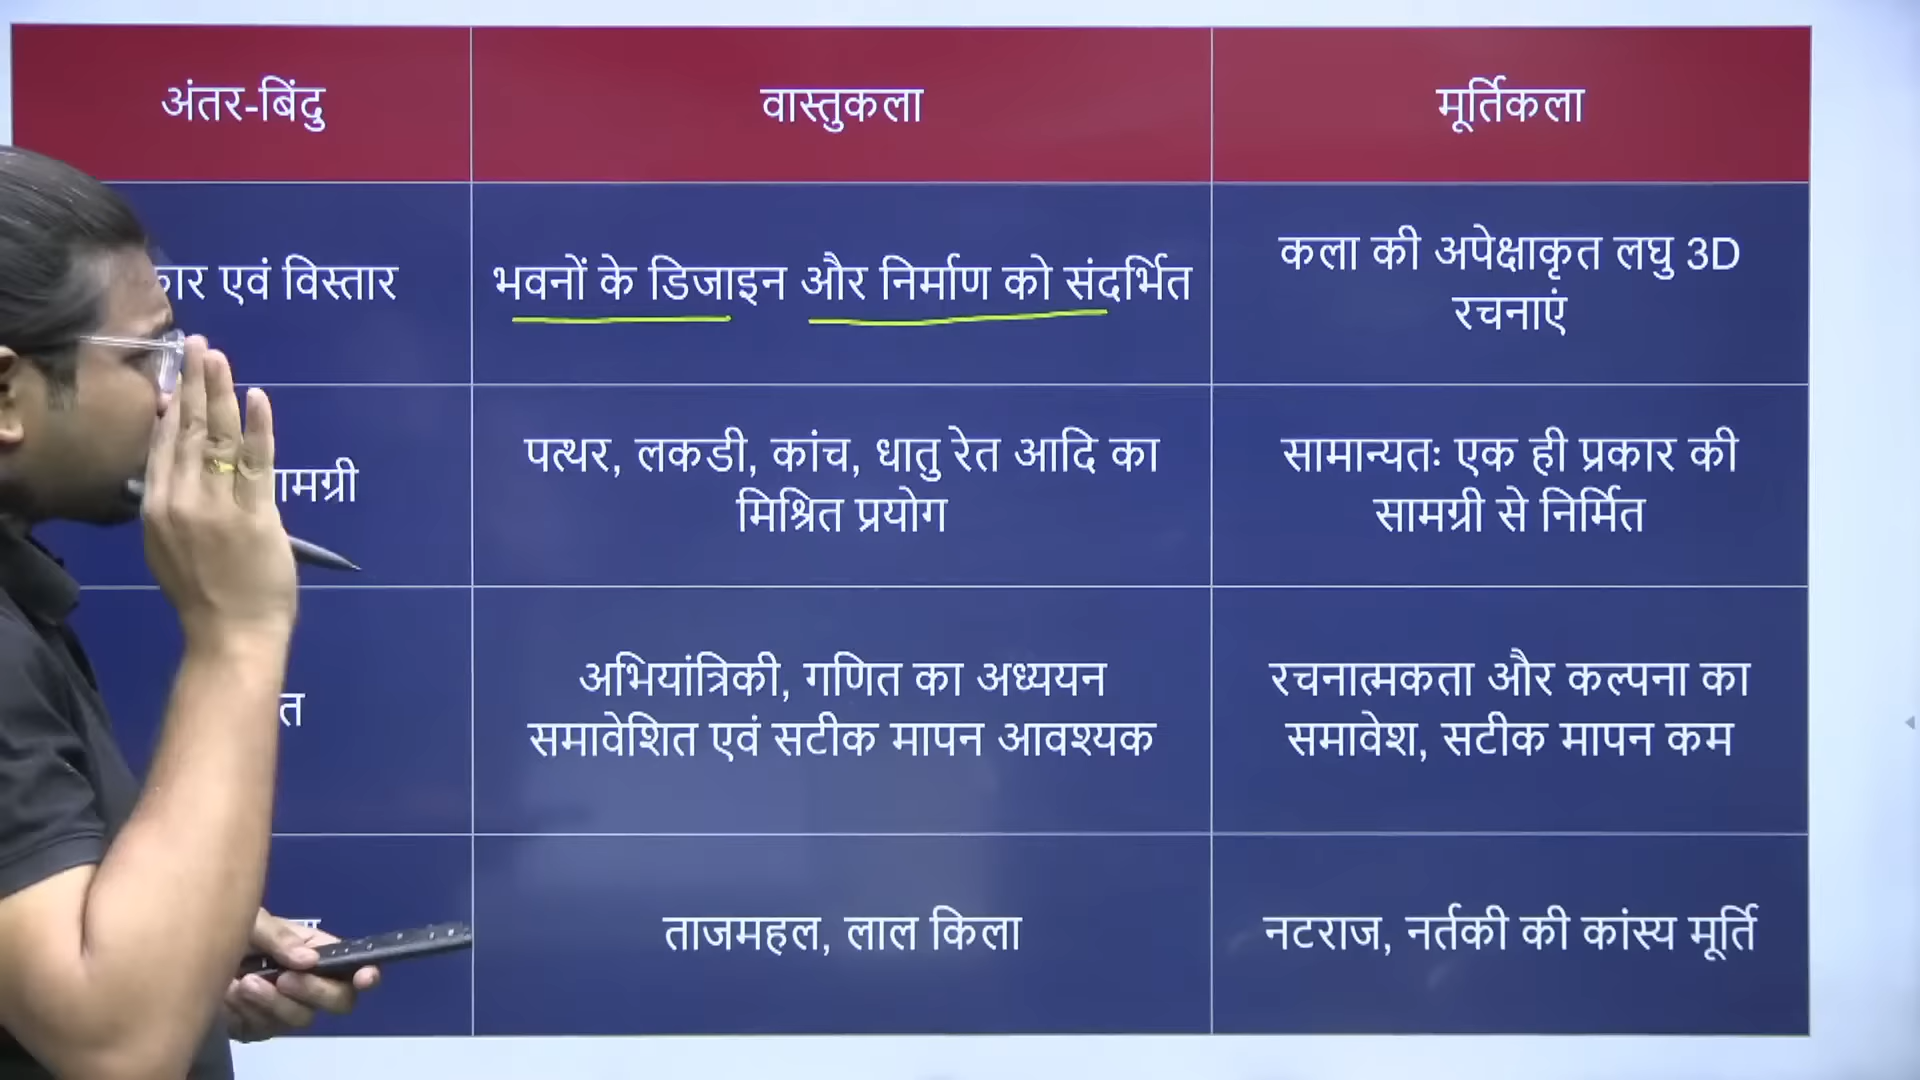 अंतर-बिंदु
वास्तुकला
मूर्तिकला
एवं विस्तार
भवनों के डिजाइन और निर्माण को संदर्भित
कला की अपेक्षाकृत लघु 3D
रचनाएं
पत्थर, लकडी, कांच, धातु रेत आदि का
मिश्रित प्रयोग
सामान्यतः एक ही प्रकार की
सामग्री से निर्मित
अभियांत्रिकी, गणित का अध्ययन
समावेशित एवं सटीक मापन आवश्यक
रचनात्मकता और कल्पना का
समावेश, सटीक मापन कम
ताजमहल, लाल किला
नटराज, नर्तकी की कांस्य मूर्ति